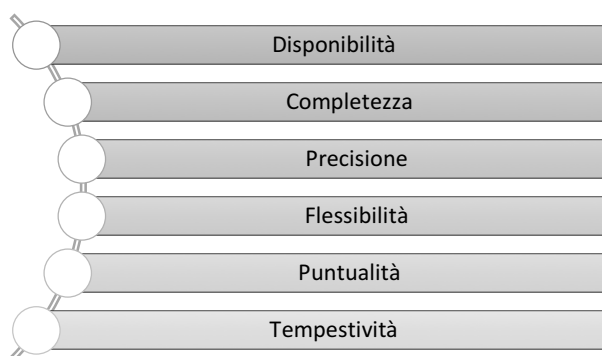 Disponibilità
Completezza
Precisione
Flessibilità
Puntualità
Tempestività